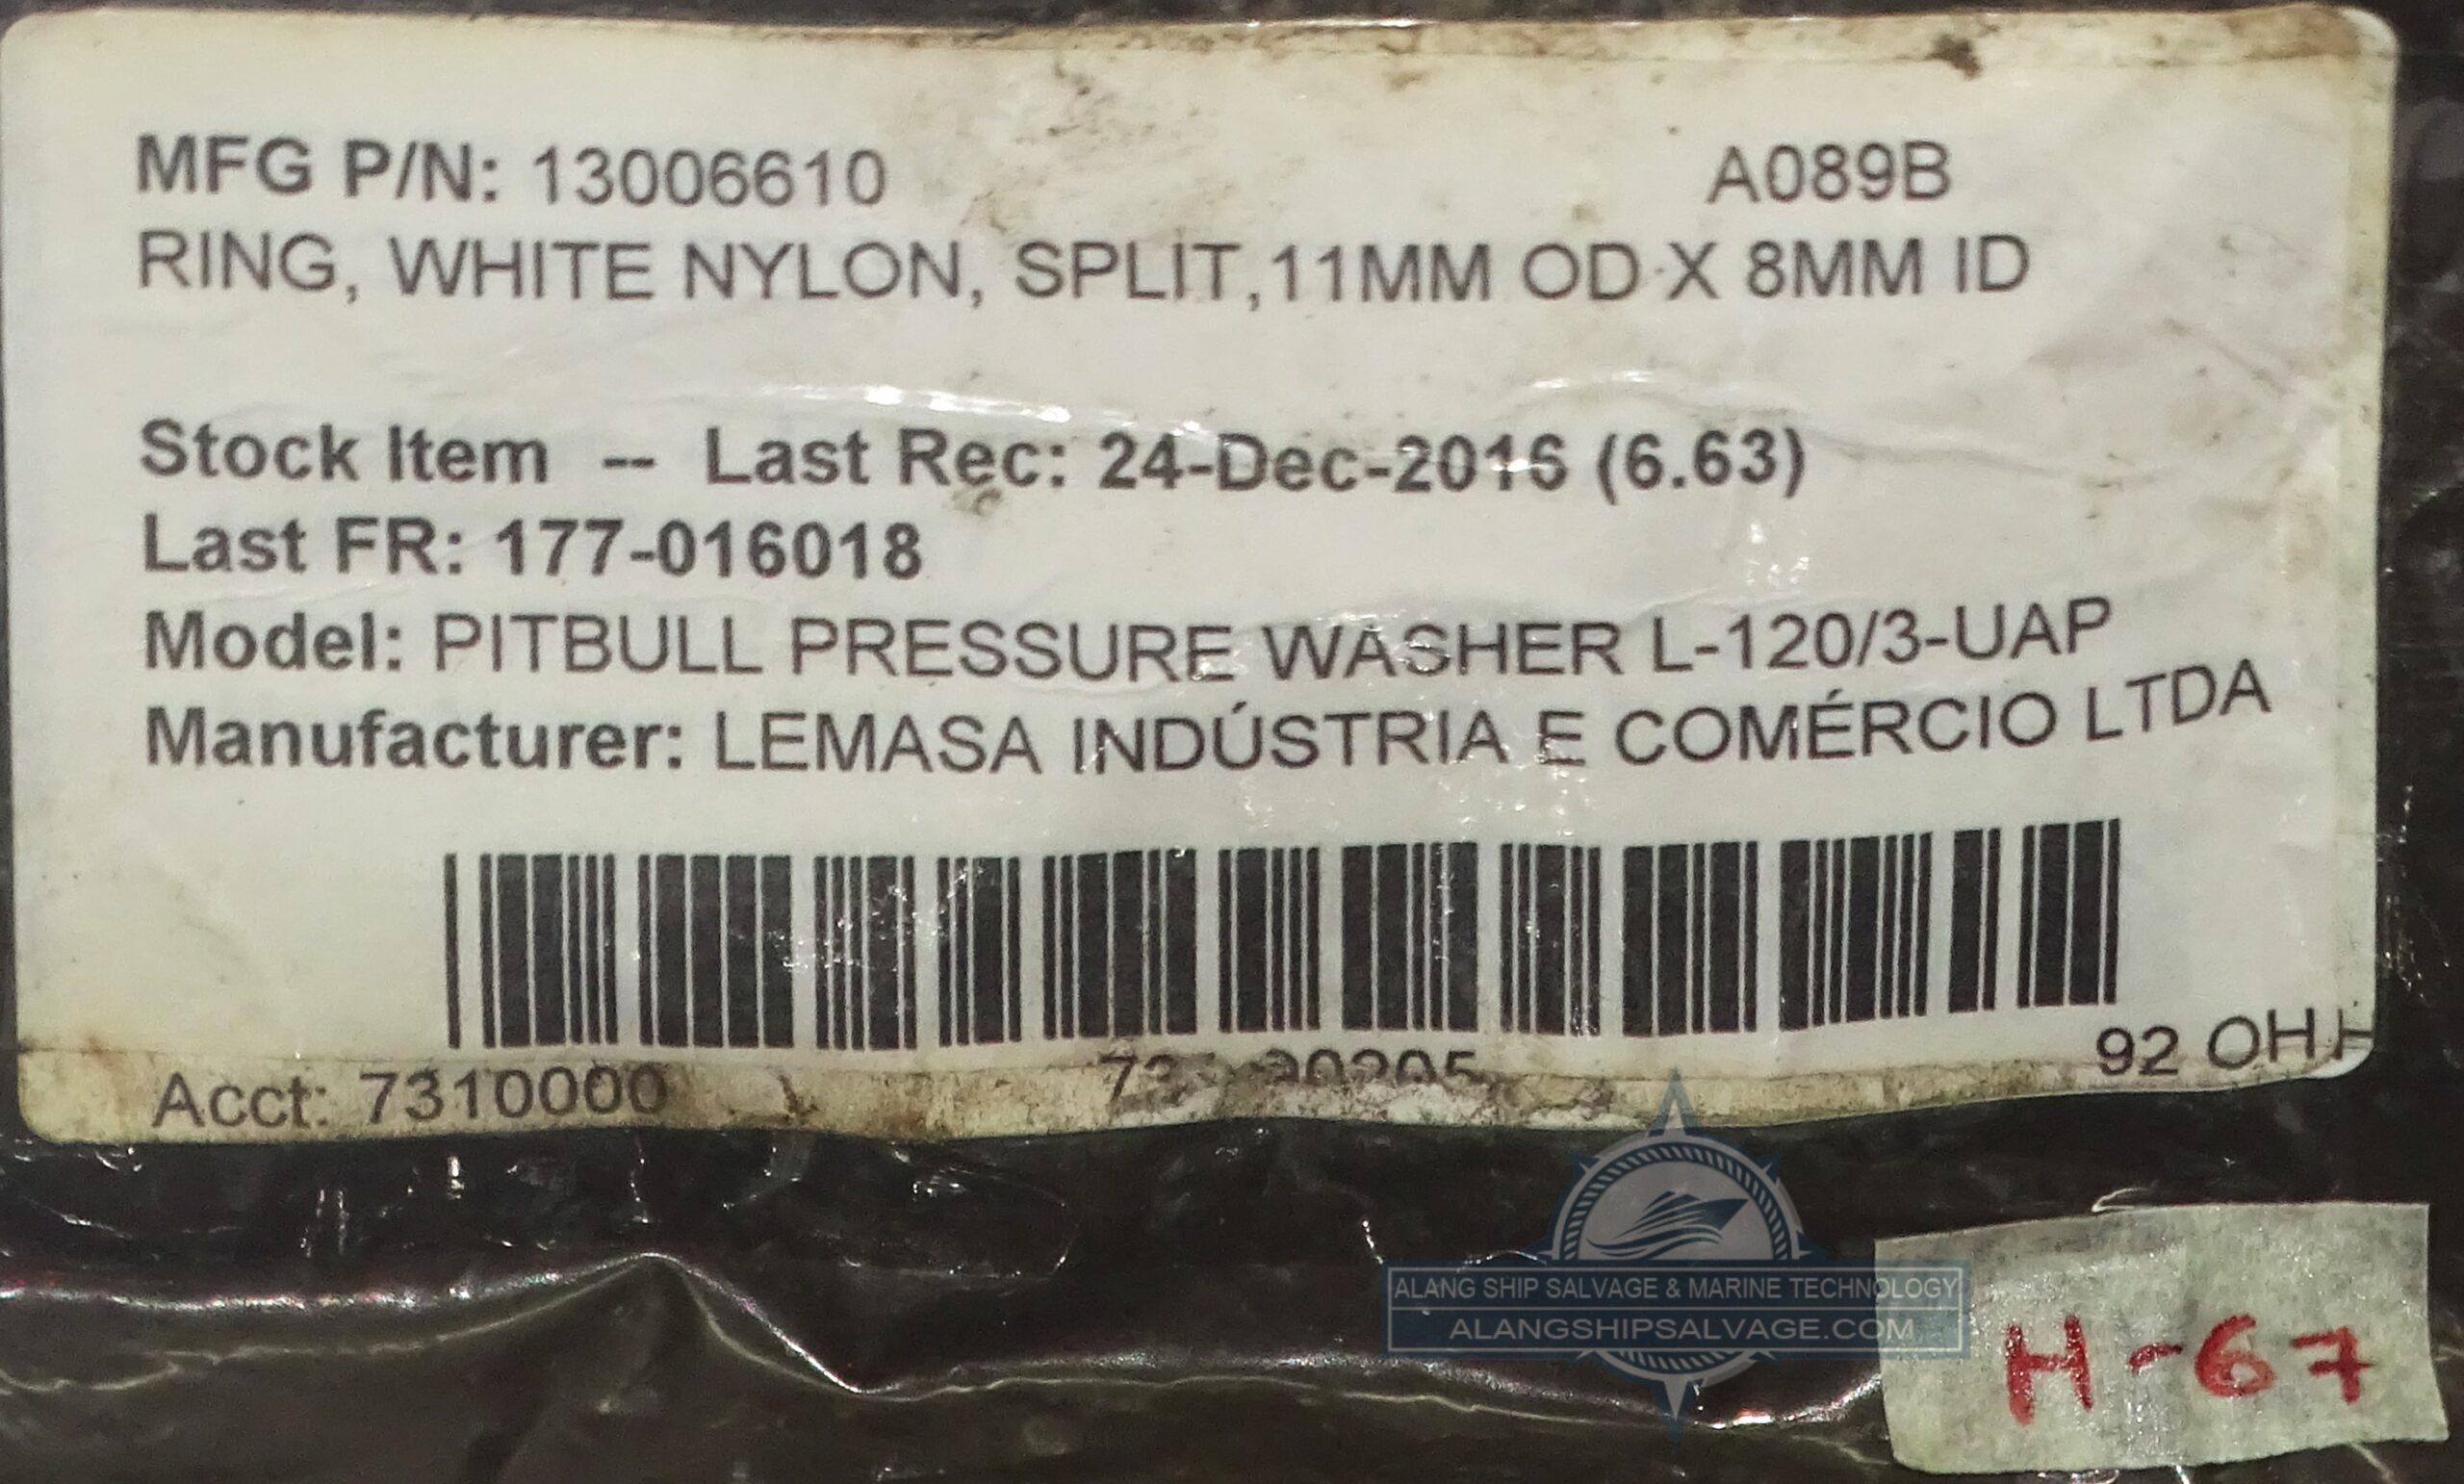 MFG P/N: 13006610 A089B
RING, WHITE NYLON, SPLIT,11MM OD X 8MM ID
Stock Item -- Last Rec: 24-Dec-2016 (6.63)
Last FR: 177-016018
Model: PITBULL PRESSURE WASHER L-120/3-UAP
Manufacturer: LEMASA INDÚSTRIA E COMÉRCIO LTDA
92 OH
Acct: 7310000
ALANG SHIP SALVAGE & MARINE TECHNOLOGY
ALANGSHIPSALVAGE.COM
H-67